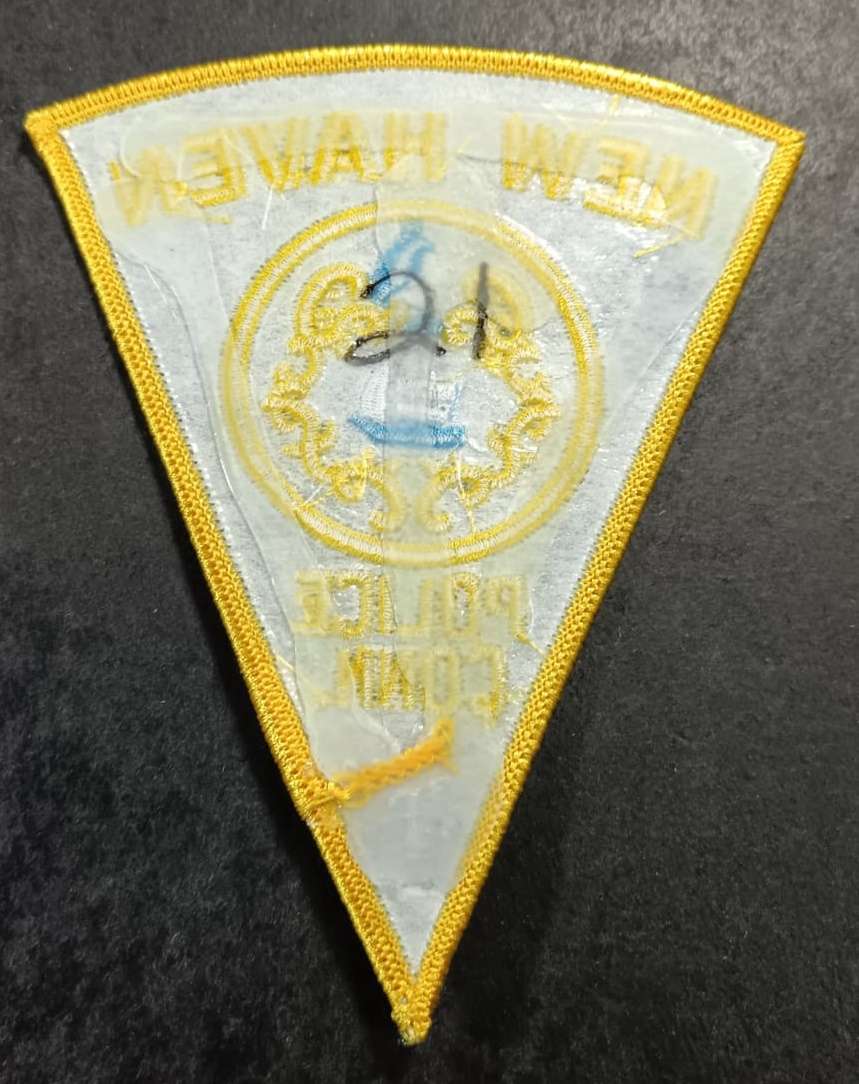 NEW HAVEN
21
POLICE
CONN.